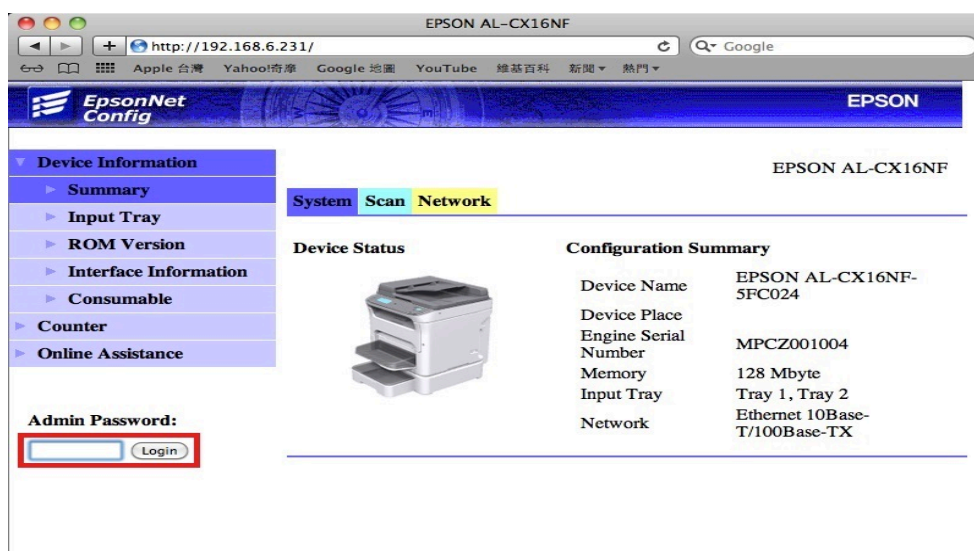 EPSON AL-CX16NF
http://192.168.6.231/
Google
Apple 台灣 Yahoo!奇摩 Google 地圖 YouTube 維基百科 新聞 熱門
EpsonNet
Config
EPSON
Device Information
Summary
Input Tray
ROM Version
Interface Information
Consumable
Counter
Online Assistance
Admin Password:
Login
EPSON AL-CX16NF
System Scan Network
Device Status
Configuration Summary
Device Name EPSON AL-CX16NF-
5FC024
Device Place
Engine Serial
Number MPCZ001004
Memory 128 Mbyte
Input Tray Tray 1, Tray 2
Network Ethernet 10Base-
T/100Base-TX